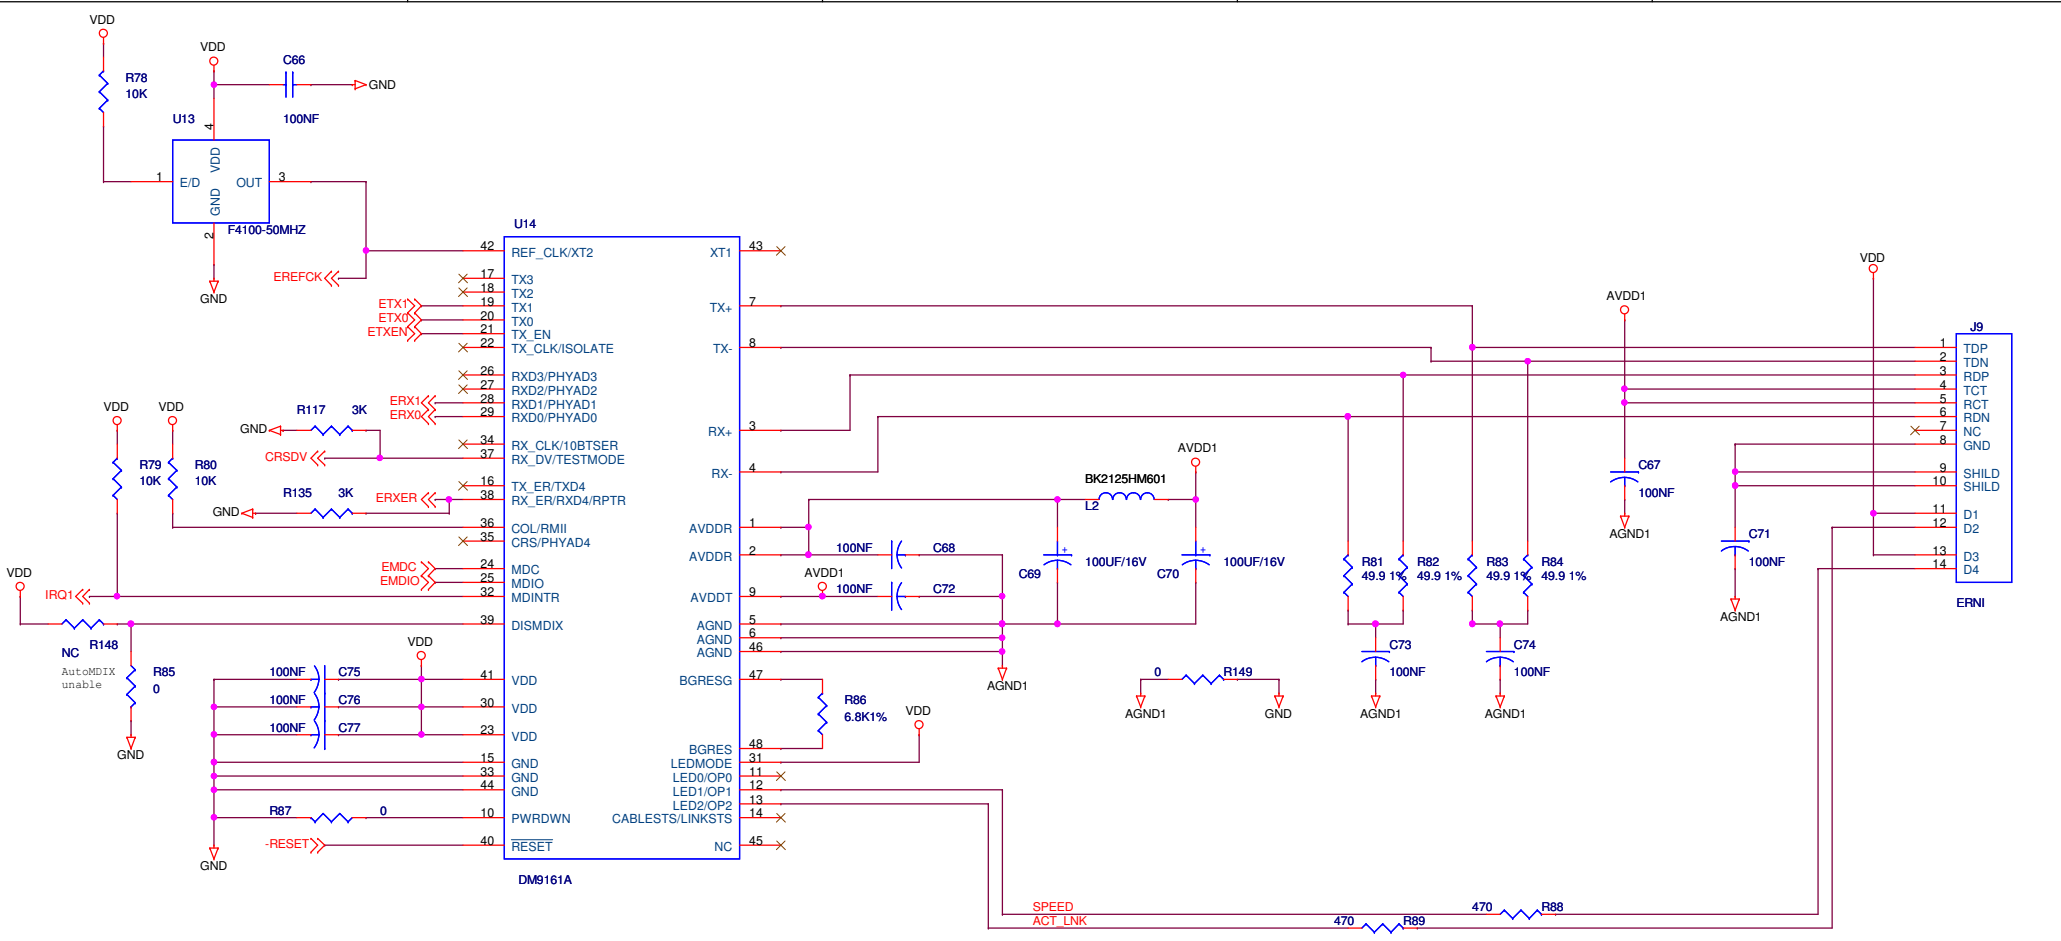 VDD
R78
10K
VDD
C66
100NF
GND
U13
4
VDD
1
E/D
OUT
3
GND
2
F4100-50MHZ
GND
EREFCK
U14
42
REF_CLK/XT2
17
TX3
18
TX2
ETX1
19
TX1
ETX0
20
TX0
ETXEN
21
TX_EN
22
TX_CLK/ISOLATE
26
RXD3/PHYAD3
27
RXD2/PHYAD2
ERX1
28
RXD1/PHYAD1
ERX0
29
RXD0/PHYAD0
VDD
VDD
R117
3K
GND
34
RX_CLK/10BTSER
CRSDV
37
RX_DV/TESTMODE
R79
10K
R80
10K
16
TX_ER/TXD4
R135
3K
ERXER
38
RX_ER/RXD4/RPTR
GND
36
COL/RMII
35
CRS/PHYAD4
EMDC
24
MDC
EMDIO
25
MDIO
VDD
IRQ1
32
MDINTR
39
DISMDIX
R148
NC
AutoMDIX
unable
R85
0
GND
VDD
100NF
C75
41
VDD
100NF
C76
30
VDD
100NF
C77
23
VDD
15
GND
33
GND
44
GND
R87
0
10
PWRDWN
-RESET
40
RESET
GND
DM9161A
XT1
43
TX+
7
TX-
8
RX+
3
RX-
4
AVDDR
1
AVDDR
2
AVDDT
9
AGND
5
AGND
6
AGND
46
BGRESG
47
BGRES
48
LEDMODE
31
LED0/OP0
11
LED1/OP1
12
LED2/OP2
13
CABLESTS/LINKSTS
14
NC
45
100NF
C68
AVDD1
100NF
C72
AGND1
BK2125HM601
L2
AVDD1
+
C69
100UF/16V
+
C70
100UF/16V
R86
6.8K1%
VDD
0
R149
AGND1
GND
R81
49.9 1%
R82
49.9 1%
R83
49.9 1%
R84
49.9 1%
C73
100NF
AGND1
C74
100NF
AGND1
AVDD1
C67
100NF
AGND1
C71
100NF
AGND1
VDD
J9
1
TDP
2
TDN
3
RDP
4
TCT
5
RCT
6
RDN
7
NC
8
GND
9
SHILD
10
SHILD
11
D1
12
D2
13
D3
14
D4
ERNI
SPEED
470
R88
ACT_LNK
470
R89